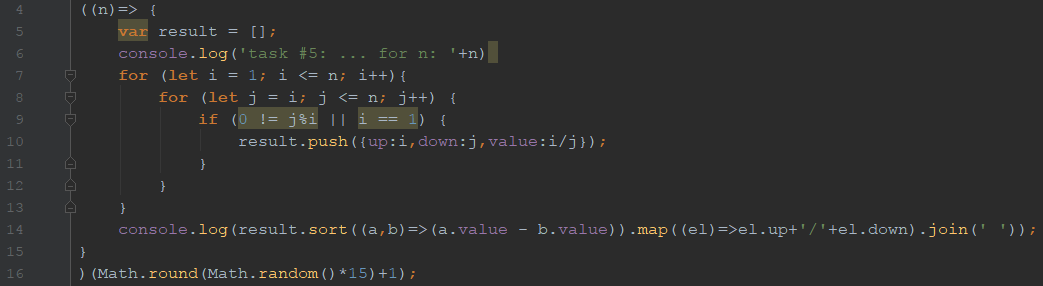 4 ((n)=> {
5 var result = [];
6 console.log('task #5: ... for n: '+n)
7 for (let i = 1; i <= n; i++){
8 for (let j = i; j <= n; j++) {
9 if (0 != j%i || i == 1) {
10 result.push({up:i,down:j,value:i/j});
11 }
12 }
13 }
14 console.log(result.sort((a,b)=>(a.value - b.value)).map((el)=>el.up+'/'+el.down).join(' '));
15 }
16 )(Math.round(Math.random()*15)+1);